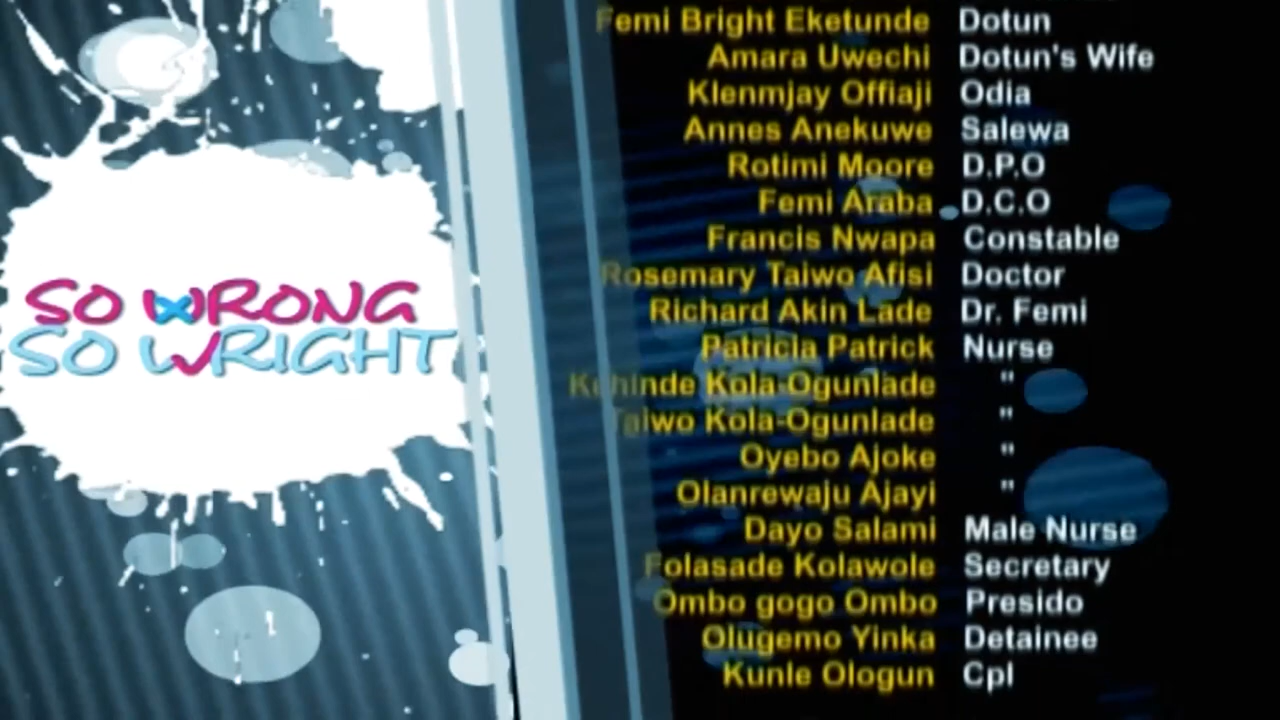 SO WRONG
SO WRIGHT
Femi Bright Eketunde Dotun
Amara Uwechi Dotun's Wife
Klenmjay Offiaji Odia
Annes Anekuwe Salewa
Rotimi Moore D.P.O
Femi Araba D.C.O
Francis Nwapa Constable
Rosemary Taiwo Afisi Doctor
Richard Akin Lade Dr. Femi
Patricia Patrick Nurse
Kehinde Kola-Ogunlade "
Taiwo Kola-Ogunlade "
Oyebo Ajoke "
Olanrewaju Ajayi "
Dayo Salami Male Nurse
Folasade Kolawole Secretary
Ombo gogo Ombo Presido
Olugemo Yinka Detainee
Kunle Ologun Cpl